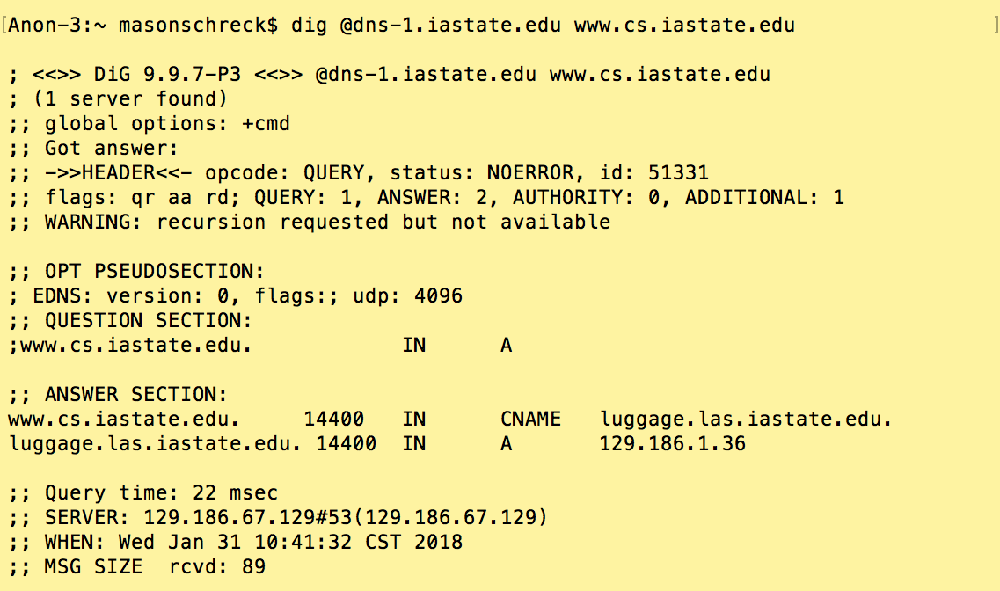 [Anon-3:~ masonschreck$ dig @dns-1.iastate.edu www.cs.iastate.edu ]

; <<>> DiG 9.9.7-P3 <<>> @dns-1.iastate.edu www.cs.iastate.edu
; (1 server found)
;; global options: +cmd
;; Got answer:
;; ->>HEADER<<- opcode: QUERY, status: NOERROR, id: 51331
;; flags: qr aa rd; QUERY: 1, ANSWER: 2, AUTHORITY: 0, ADDITIONAL: 1
;; WARNING: recursion requested but not available

;; OPT PSEUDOSECTION:
; EDNS: version: 0, flags:; udp: 4096
;; QUESTION SECTION:
;www.cs.iastate.edu.		IN	A

;; ANSWER SECTION:
www.cs.iastate.edu.	14400	IN	CNAME	luggage.las.iastate.edu.
luggage.las.iastate.edu. 14400	IN	A	129.186.1.36

;; Query time: 22 msec
;; SERVER: 129.186.67.129#53(129.186.67.129)
;; WHEN: Wed Jan 31 10:41:32 CST 2018
;; MSG SIZE  rcvd: 89